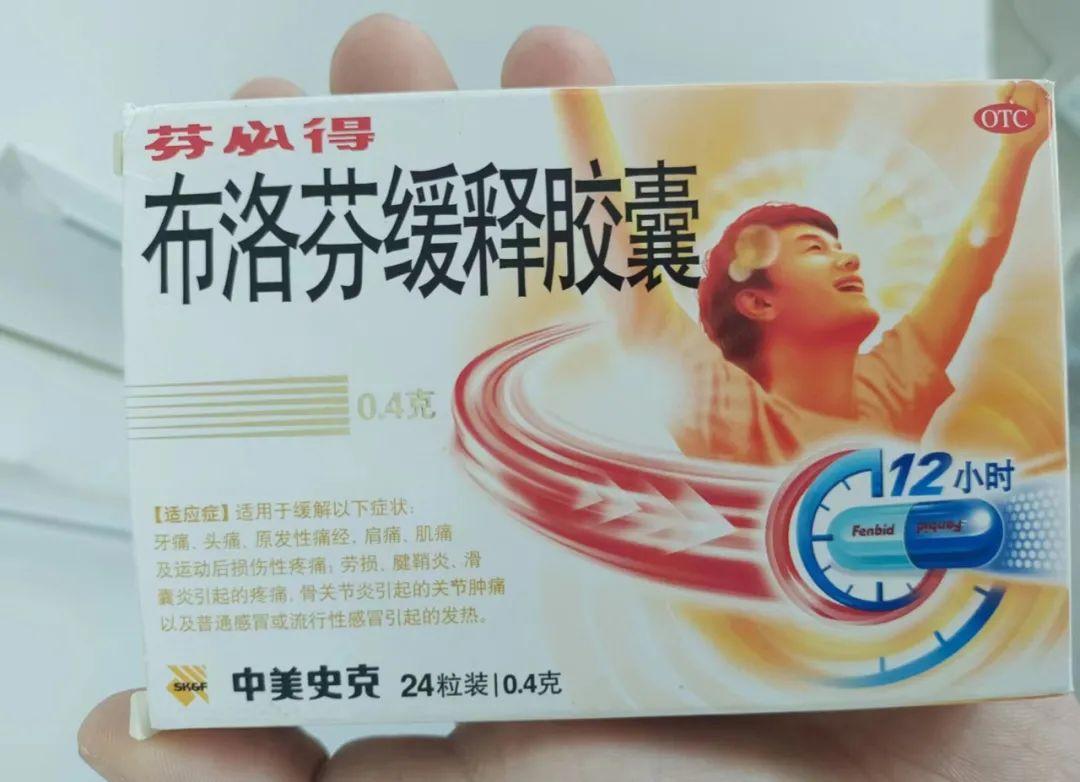 芬必得
OTC
布洛芬缓释胶囊
0.4克
12小时
Fenbid
Fenbid
【适应症】适用于缓解以下症状：
牙痛、头痛、原发性痛经、肩痛、肌痛
及运动后损伤性疼痛；劳损、腱鞘炎、滑
囊炎引起的疼痛，骨关节炎引起的关节肿痛
以及普通感冒或流行性感冒引起的发热。
SK&F
中美史克
24粒装|0.4克